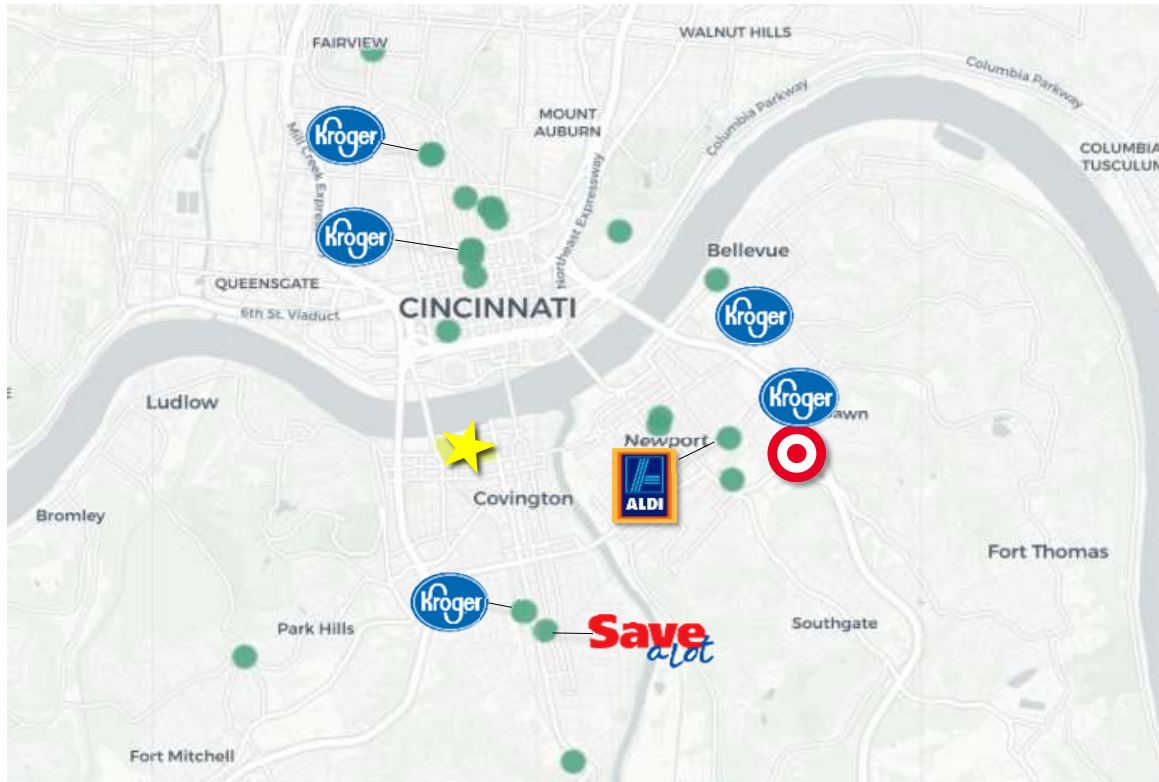 WALNUT HILLS
FAIRVIEW
Columbia Parkway
Columbia Parkway
MOUNT
AUBURN
Kroger
Mill Creek Expres
COLUMBIA
TUSCULUM
Northeast Expressway
Kroger
Bellevue
QUEENSGATE
6th St. Viaduct
CINCINNATI
Kroger
Ludlow
Kroger
awn
Newport
ALDI
Covington
Bromley
Fort Thomas
Kroger
Park Hills
Save
a lot
Southgate
Fort Mitchell